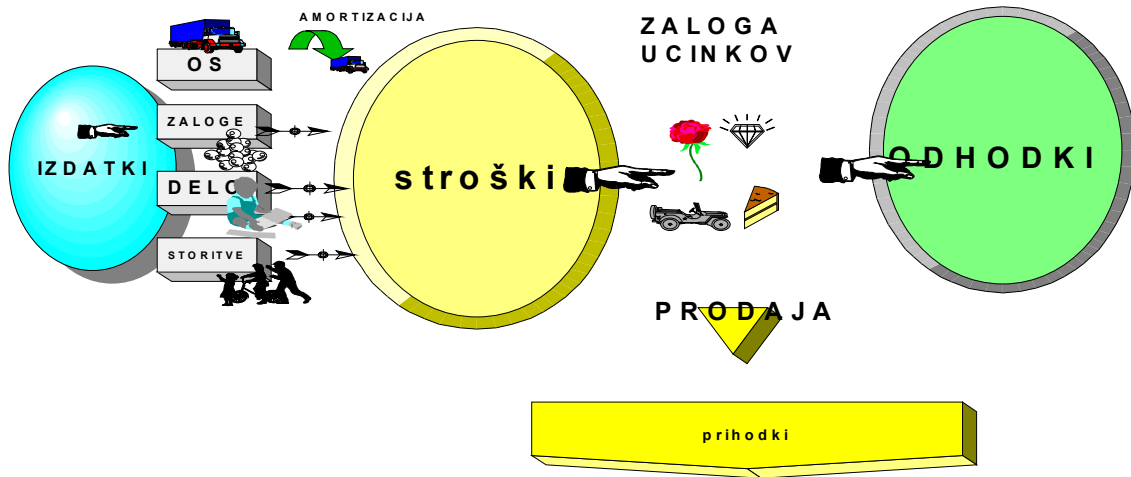 AMORTIZACIJA
OS
ZALOGE
IZDATKI
DELO
STORITVE
stroški
ZALOGA
UCINKOV
ODHODKI
PRODAJA
prihodki